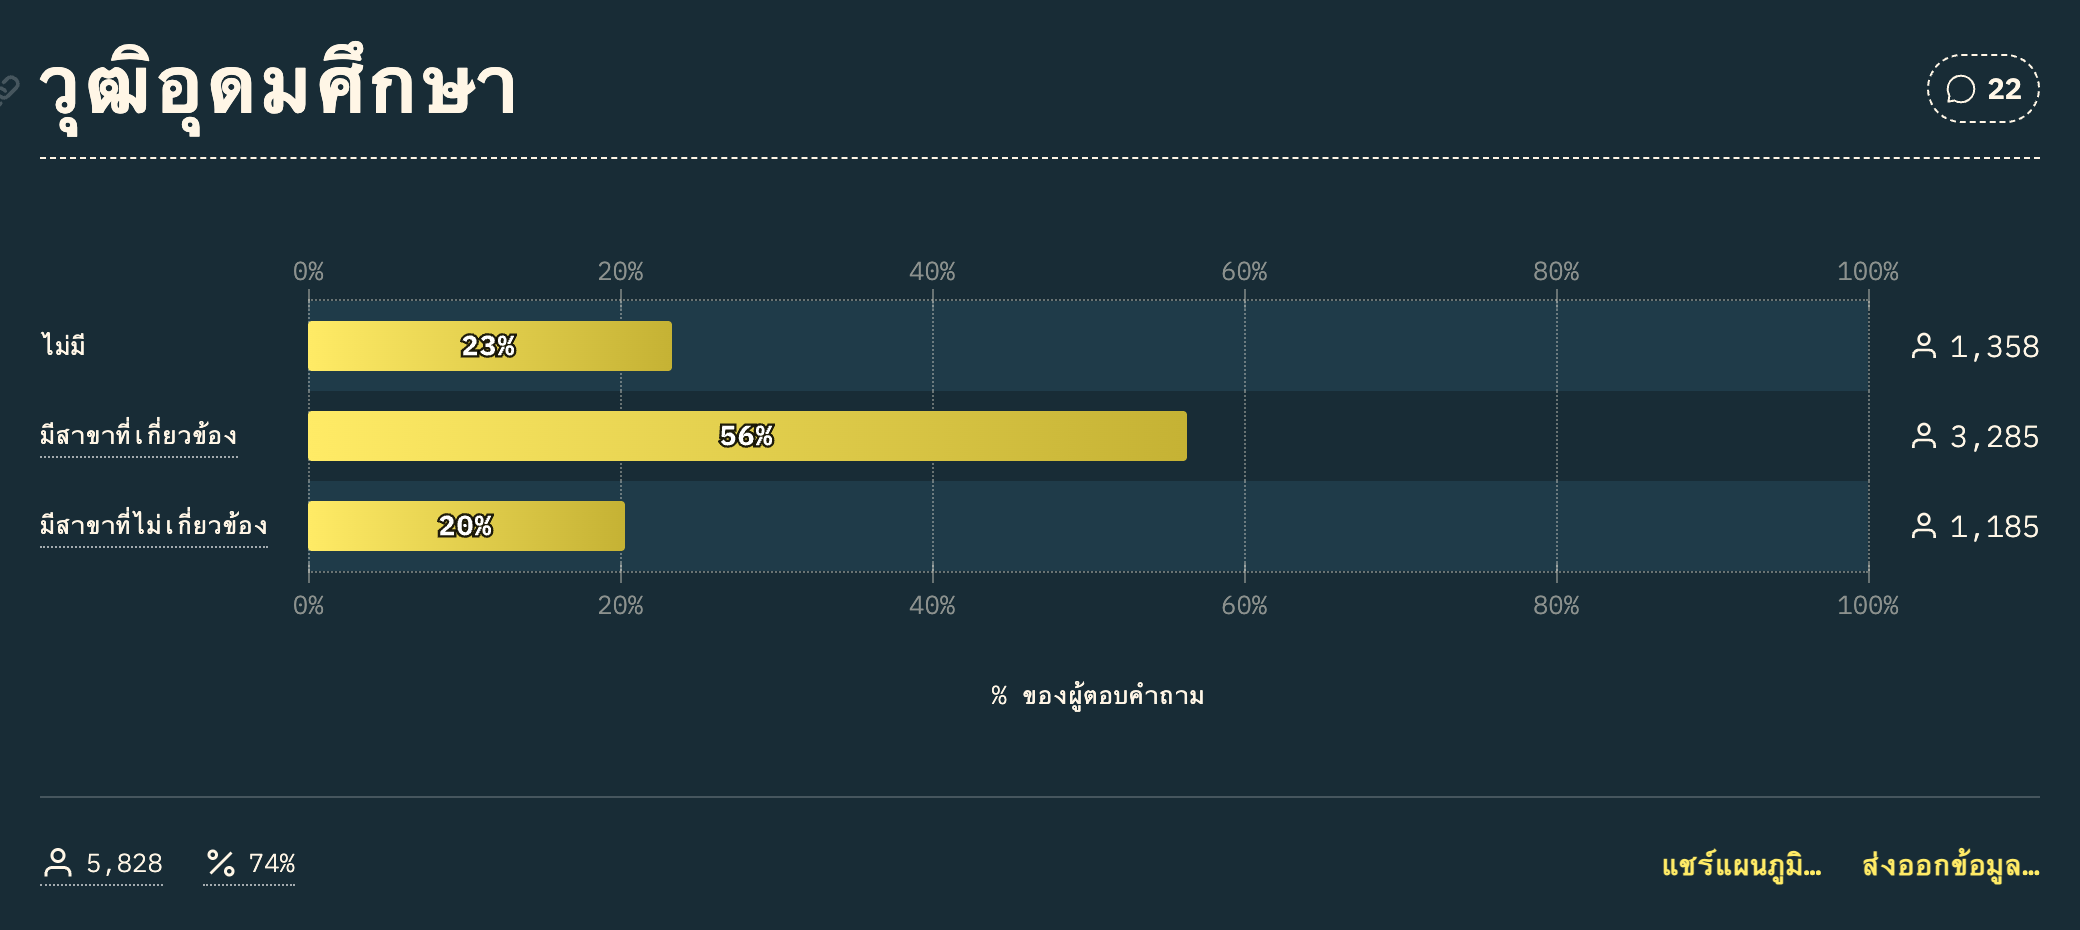 วุฒิอุดมศึกษา
22
0% 20% 40% 60% 80% 100%
ไม่มี 23% 1,358
มีสาขาที่เกี่ยวข้อง 56% 3,285
มีสาขาที่ไม่เกี่ยวข้อง 20% 1,185
0% 20% 40% 60% 80% 100%
% ของผู้ตอบคำถาม
5,828 74% แชร์แผนภูมิ… ส่งออกข้อมูล…